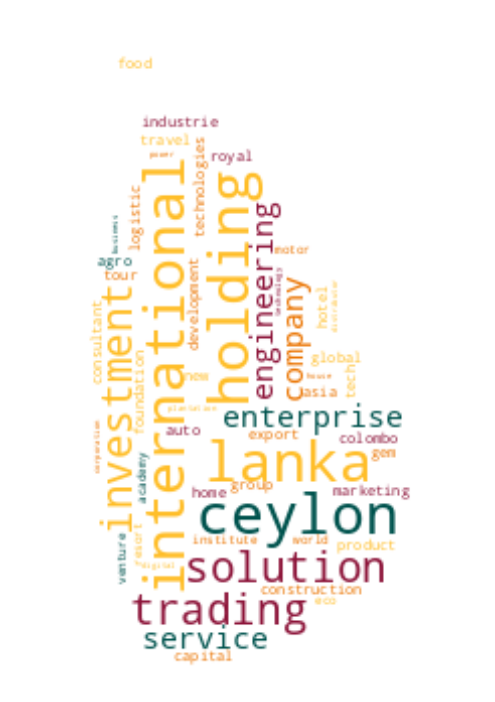 food
industrie
travel
power
royal
technologies
logistic
international
holding
engineering
business
motor
agro
tour
technology
development
company
hotel
distributor
investment
consultant
global
foundation
new
house
tech
asia
plantation
enterprise
auto
export
colombo
corporation
lanka
gem
academy
group
home
marketing
ceylon
venture
resort
institute
world
product
digital
solution
construction
eco
trading
service
capital